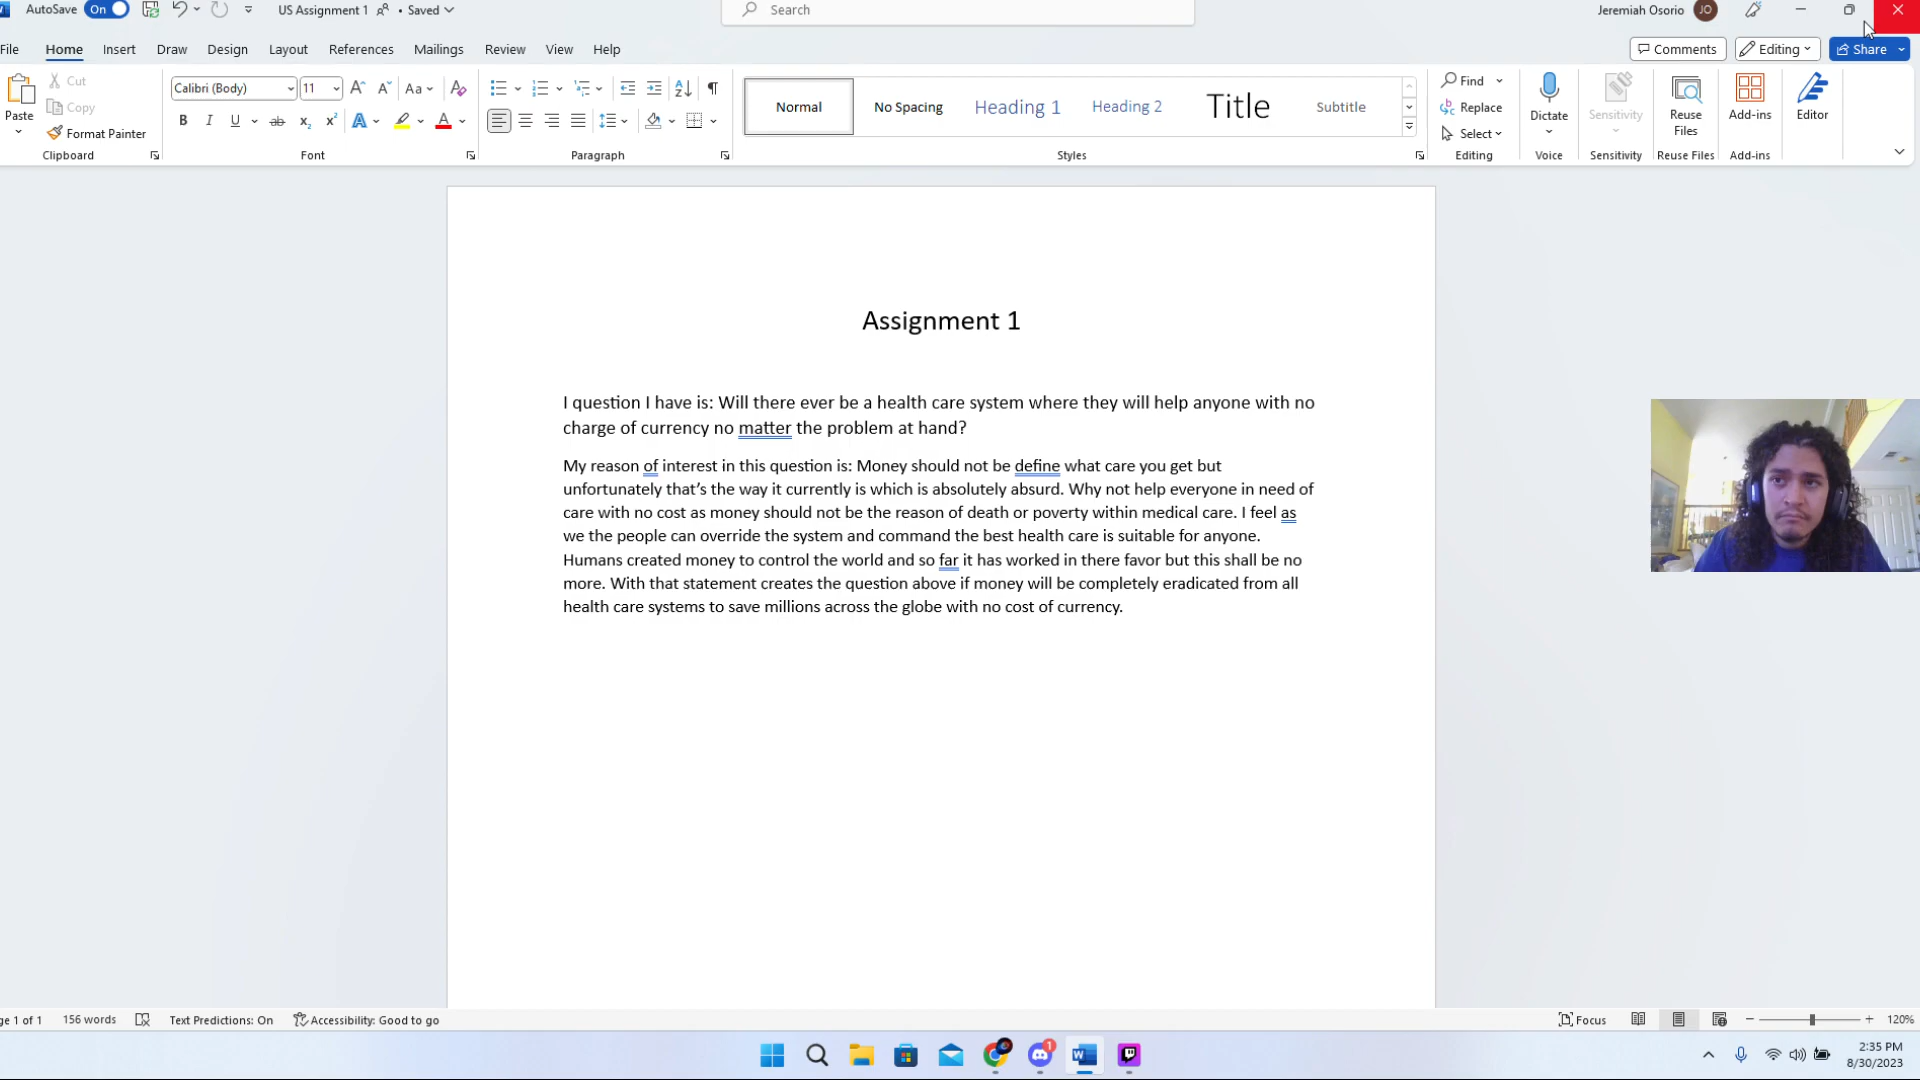 AutoSave On US Assignment 1 • Saved Search Jeremiah Osorio JO
File Home Insert Draw Design Layout References Mailings Review View Help Comments Editing Share
Paste Cut Copy Format Painter Clipboard
Calibri (Body) 11 Aa Font
Paragraph
Normal No Spacing Heading 1 Heading 2 Title Subtitle Styles
Find Replace Select Editing
Dictate Voice
Sensitivity Sensitivity
Reuse Files Reuse Files
Add-ins Add-ins
Editor
Assignment 1
I question I have is: Will there ever be a health care system where they will help anyone with no
charge of currency no matter the problem at hand?
My reason of interest in this question is: Money should not be define what care you get but
unfortunately that’s the way it currently is which is absolutely absurd. Why not help everyone in need of
care with no cost as money should not be the reason of death or poverty within medical care. I feel as
we the people can override the system and command the best health care is suitable for anyone.
Humans created money to control the world and so far it has worked in there favor but this shall be no
more. With that statement creates the question above if money will be completely eradicated from all
health care systems to save millions across the globe with no cost of currency.
ge 1 of 1 156 words Text Predictions: On Accessibility: Good to go Focus 120%
1
2:35 PM
8/30/2023